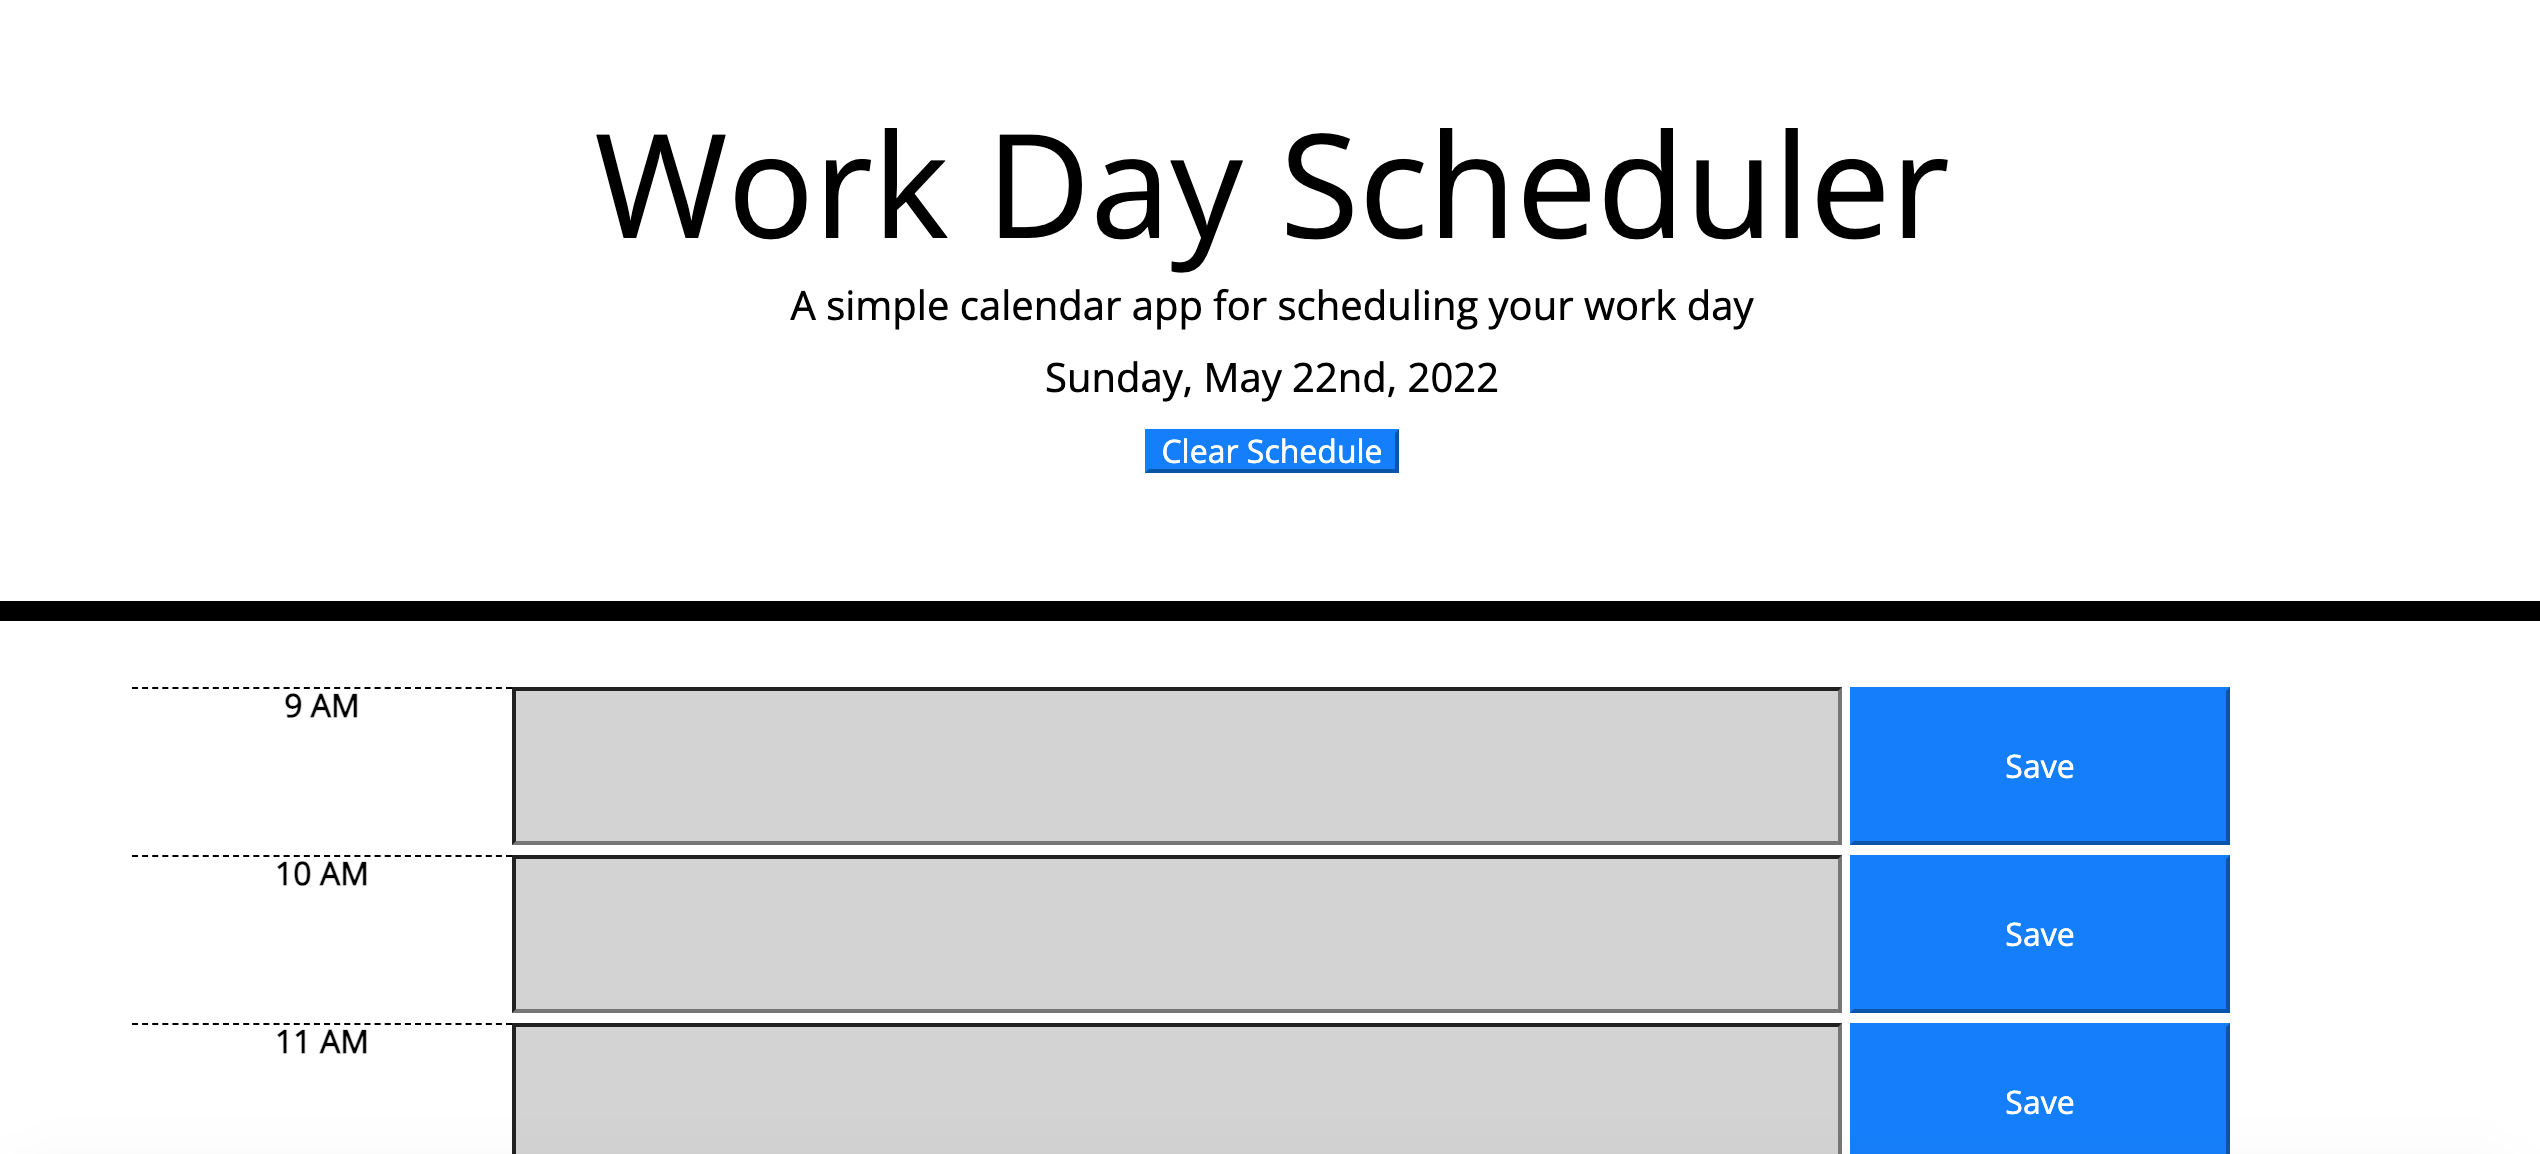 Work Day Scheduler
A simple calendar app for scheduling your work day
Sunday, May 22nd, 2022
Clear Schedule
9 AM
Save
10 AM
Save
11 AM
Save